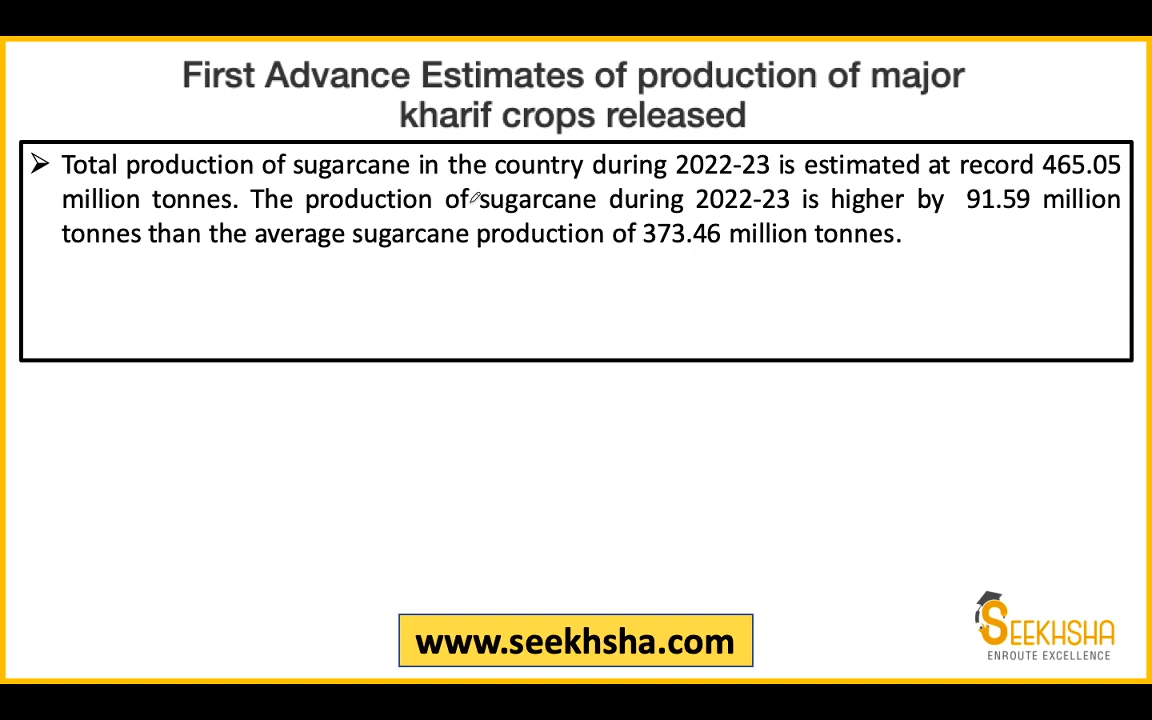 First Advance Estimates of production of major
kharif crops released
➢ Total production of sugarcane in the country during 2022-23 is estimated at record 465.05
million tonnes. The production of sugarcane during 2022-23 is higher by 91.59 million
tonnes than the average sugarcane production of 373.46 million tonnes.
www.seekhsha.com
SEEKHSHA
ENROUTE EXCELLENCE